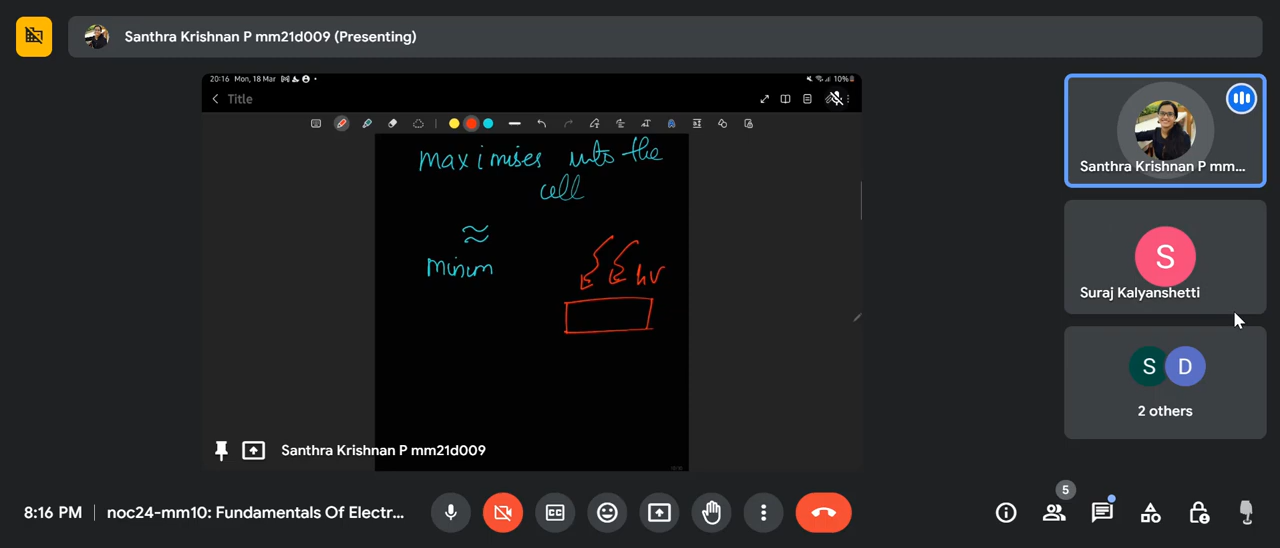 Santhra Krishnan P mm21d009 (Presenting)
20:16 Mon, 18 Mar
10%
Title
maximises into the
cell
≈
minim
hν
Santhra Krishnan P mm21d009
Santhra Krishnan P mm...
S
Suraj Kalyanshetti
S D
2 others
8:16 PM | noc24-mm10: Fundamentals Of Electr...
5